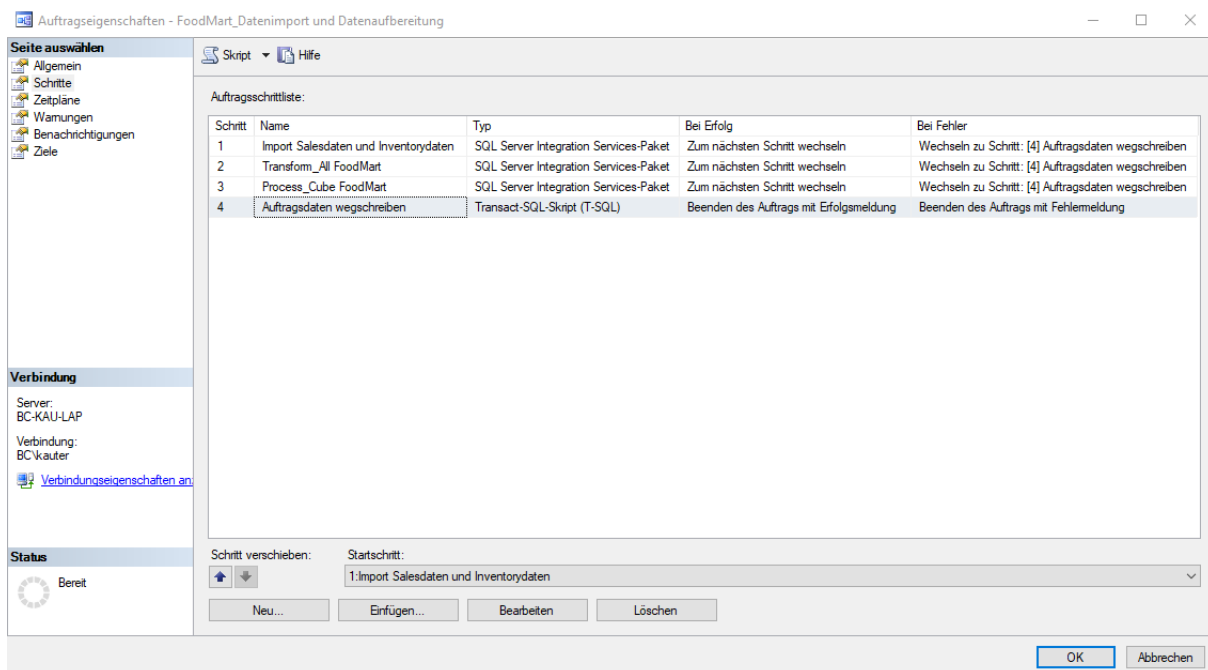 Auftragseigenschaften - FoodMart_Datenimport und Datenaufbereitung
Seite auswählen
Allgemein
Schritte
Zeitpläne
Warnungen
Benachrichtigungen
Ziele
Verbindung
Server:
BC-KAU-LAP
Verbindung:
BC\kauter
Verbindungseigenschaften an:
Status
Bereit
Skript Hilfe
Auftragsschrittliste:
Schritt Name Typ Bei Erfolg Bei Fehler
1 Import Salesdaten und Inventorydaten SQL Server Integration Services-Paket Zum nächsten Schritt wechseln Wechseln zu Schritt: [4] Auftragsdaten wegschreiben
2 Transform_All FoodMart SQL Server Integration Services-Paket Zum nächsten Schritt wechseln Wechseln zu Schritt: [4] Auftragsdaten wegschreiben
3 Process_Cube FoodMart SQL Server Integration Services-Paket Zum nächsten Schritt wechseln Wechseln zu Schritt: [4] Auftragsdaten wegschreiben
4 Auftragsdaten wegschreiben Transact-SQL-Skript (T-SQL) Beenden des Auftrags mit Erfolgsmeldung Beenden des Auftrags mit Fehlermeldung
Schritt verschieben: Startschritt:
1:Import Salesdaten und Inventorydaten
Neu... Einfügen... Bearbeiten Löschen
OK Abbrechen